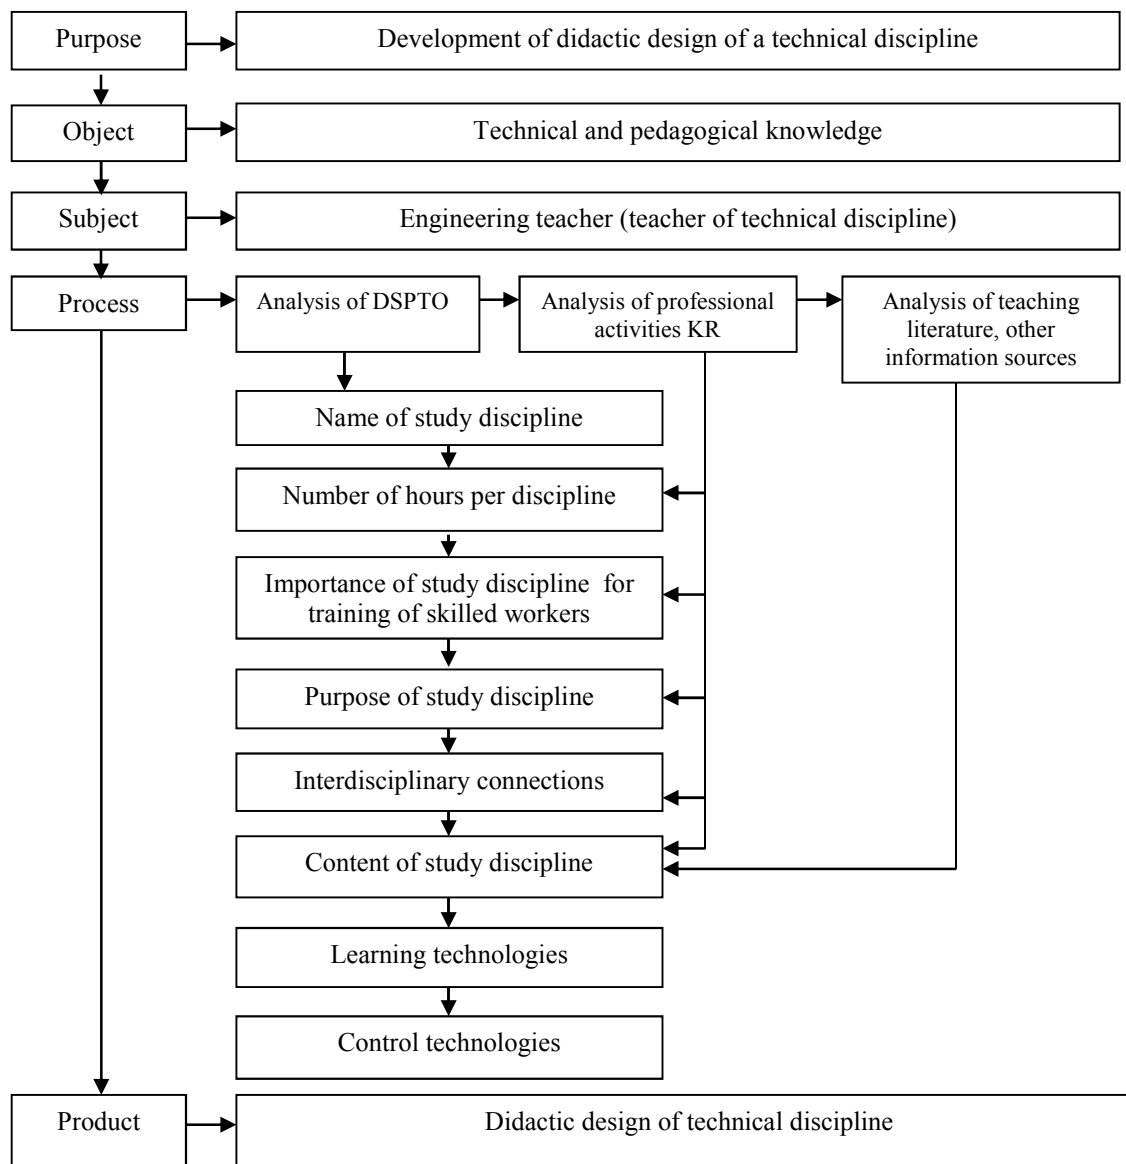 Purpose
Development of didactic design of a technical discipline
Object
Technical and pedagogical knowledge
Subject
Engineering teacher (teacher of technical discipline)
Process
Analysis of DSPTO
Analysis of professional
activities KR
Analysis of teaching
literature, other
information sources
Name of study discipline
Number of hours per discipline
Importance of study discipline for
training of skilled workers
Purpose of study discipline
Interdisciplinary connections
Content of study discipline
Learning technologies
Control technologies
Product
Didactic design of technical discipline